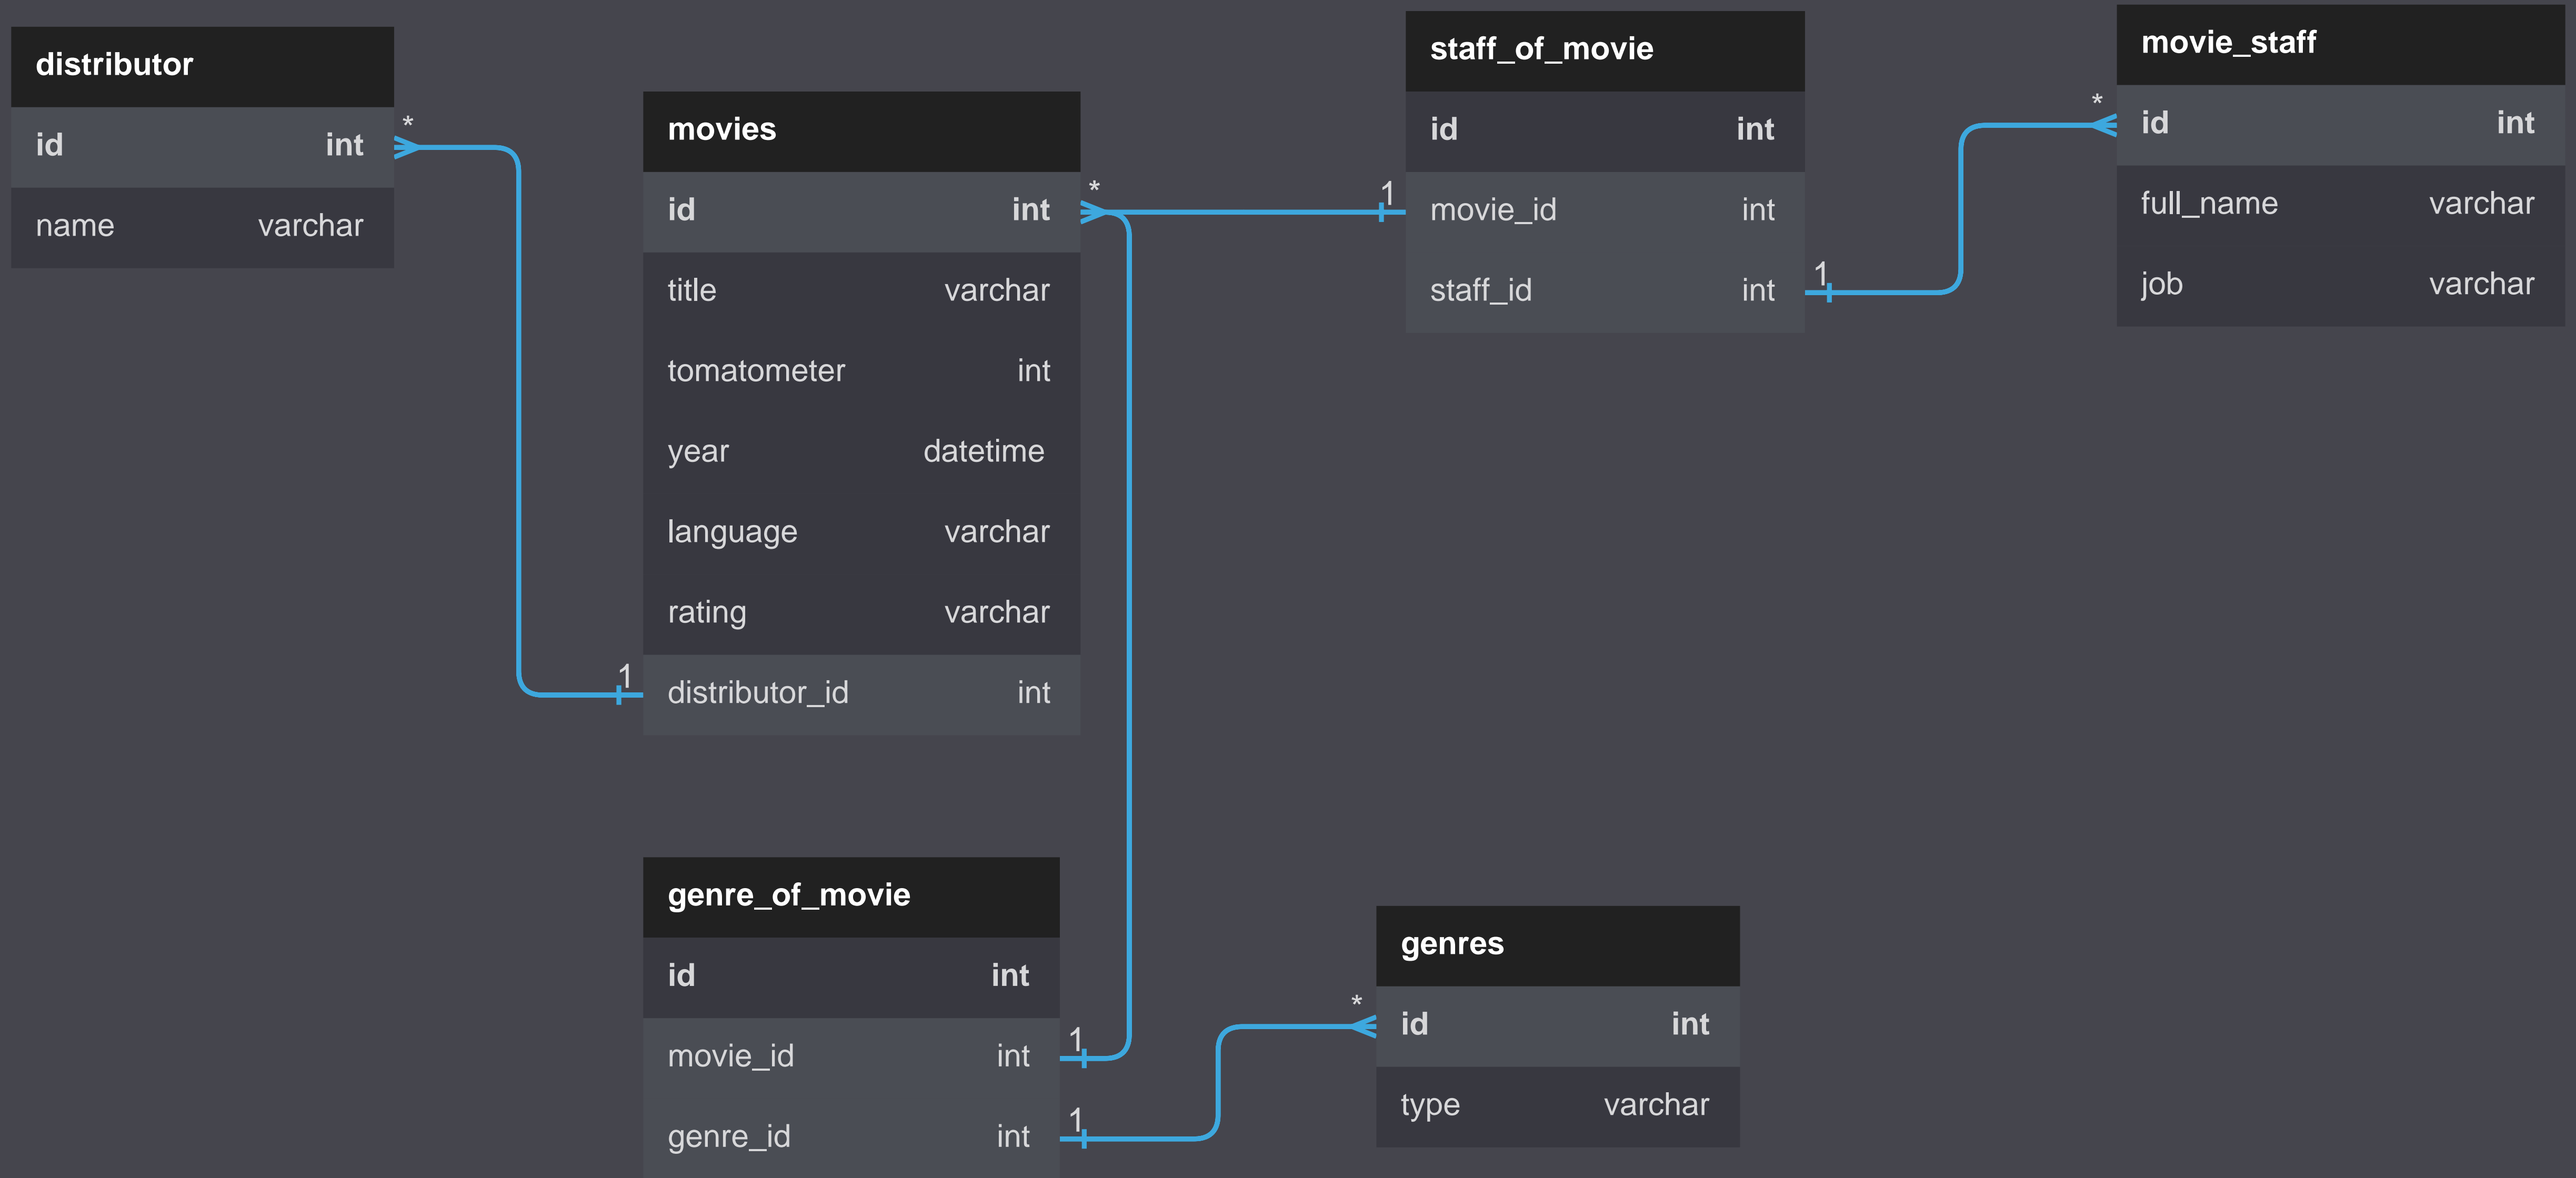 distributor
id int
name varchar
*
movies
id int
title varchar
tomatometer int
year datetime
language varchar
rating varchar
distributor_id int
1
*
staff_of_movie
id int
movie_id int
staff_id int
1
1
movie_staff
id int
full_name varchar
job varchar
*
genre_of_movie
id int
movie_id int
genre_id int
1
1
genres
id int
type varchar
*